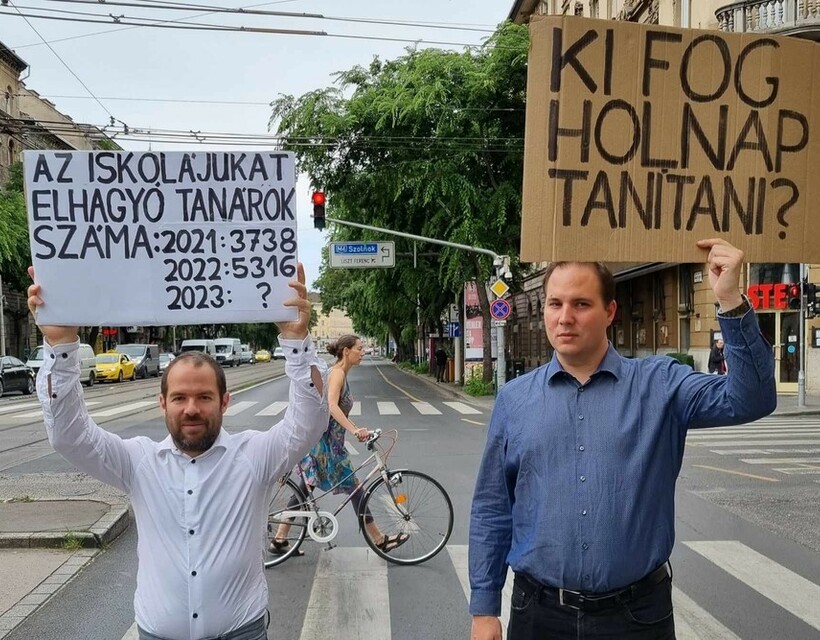 AZ ISKOLÁJUKAT
ELHAGYÓ TANÁROK
SZÁMA: 2021: 3738
2022: 5316
2023: ?
KI FOG
HOLNAP
TANÍTANI?
M4 Szolnok
LISZT FERENC
STE